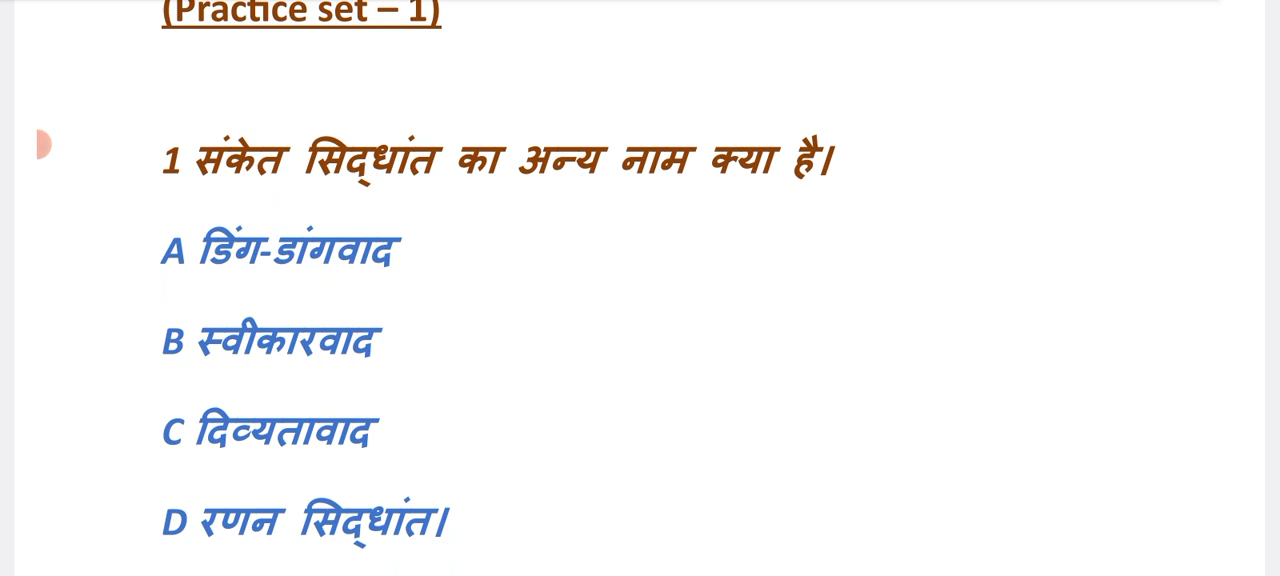 (Practice set – 1)
1 संकेत सिद्धांत का अन्य नाम क्या है।
A डिंग-डांगवाद
B स्वीकारवाद
C दिव्यतावाद
D रणन सिद्धांत।